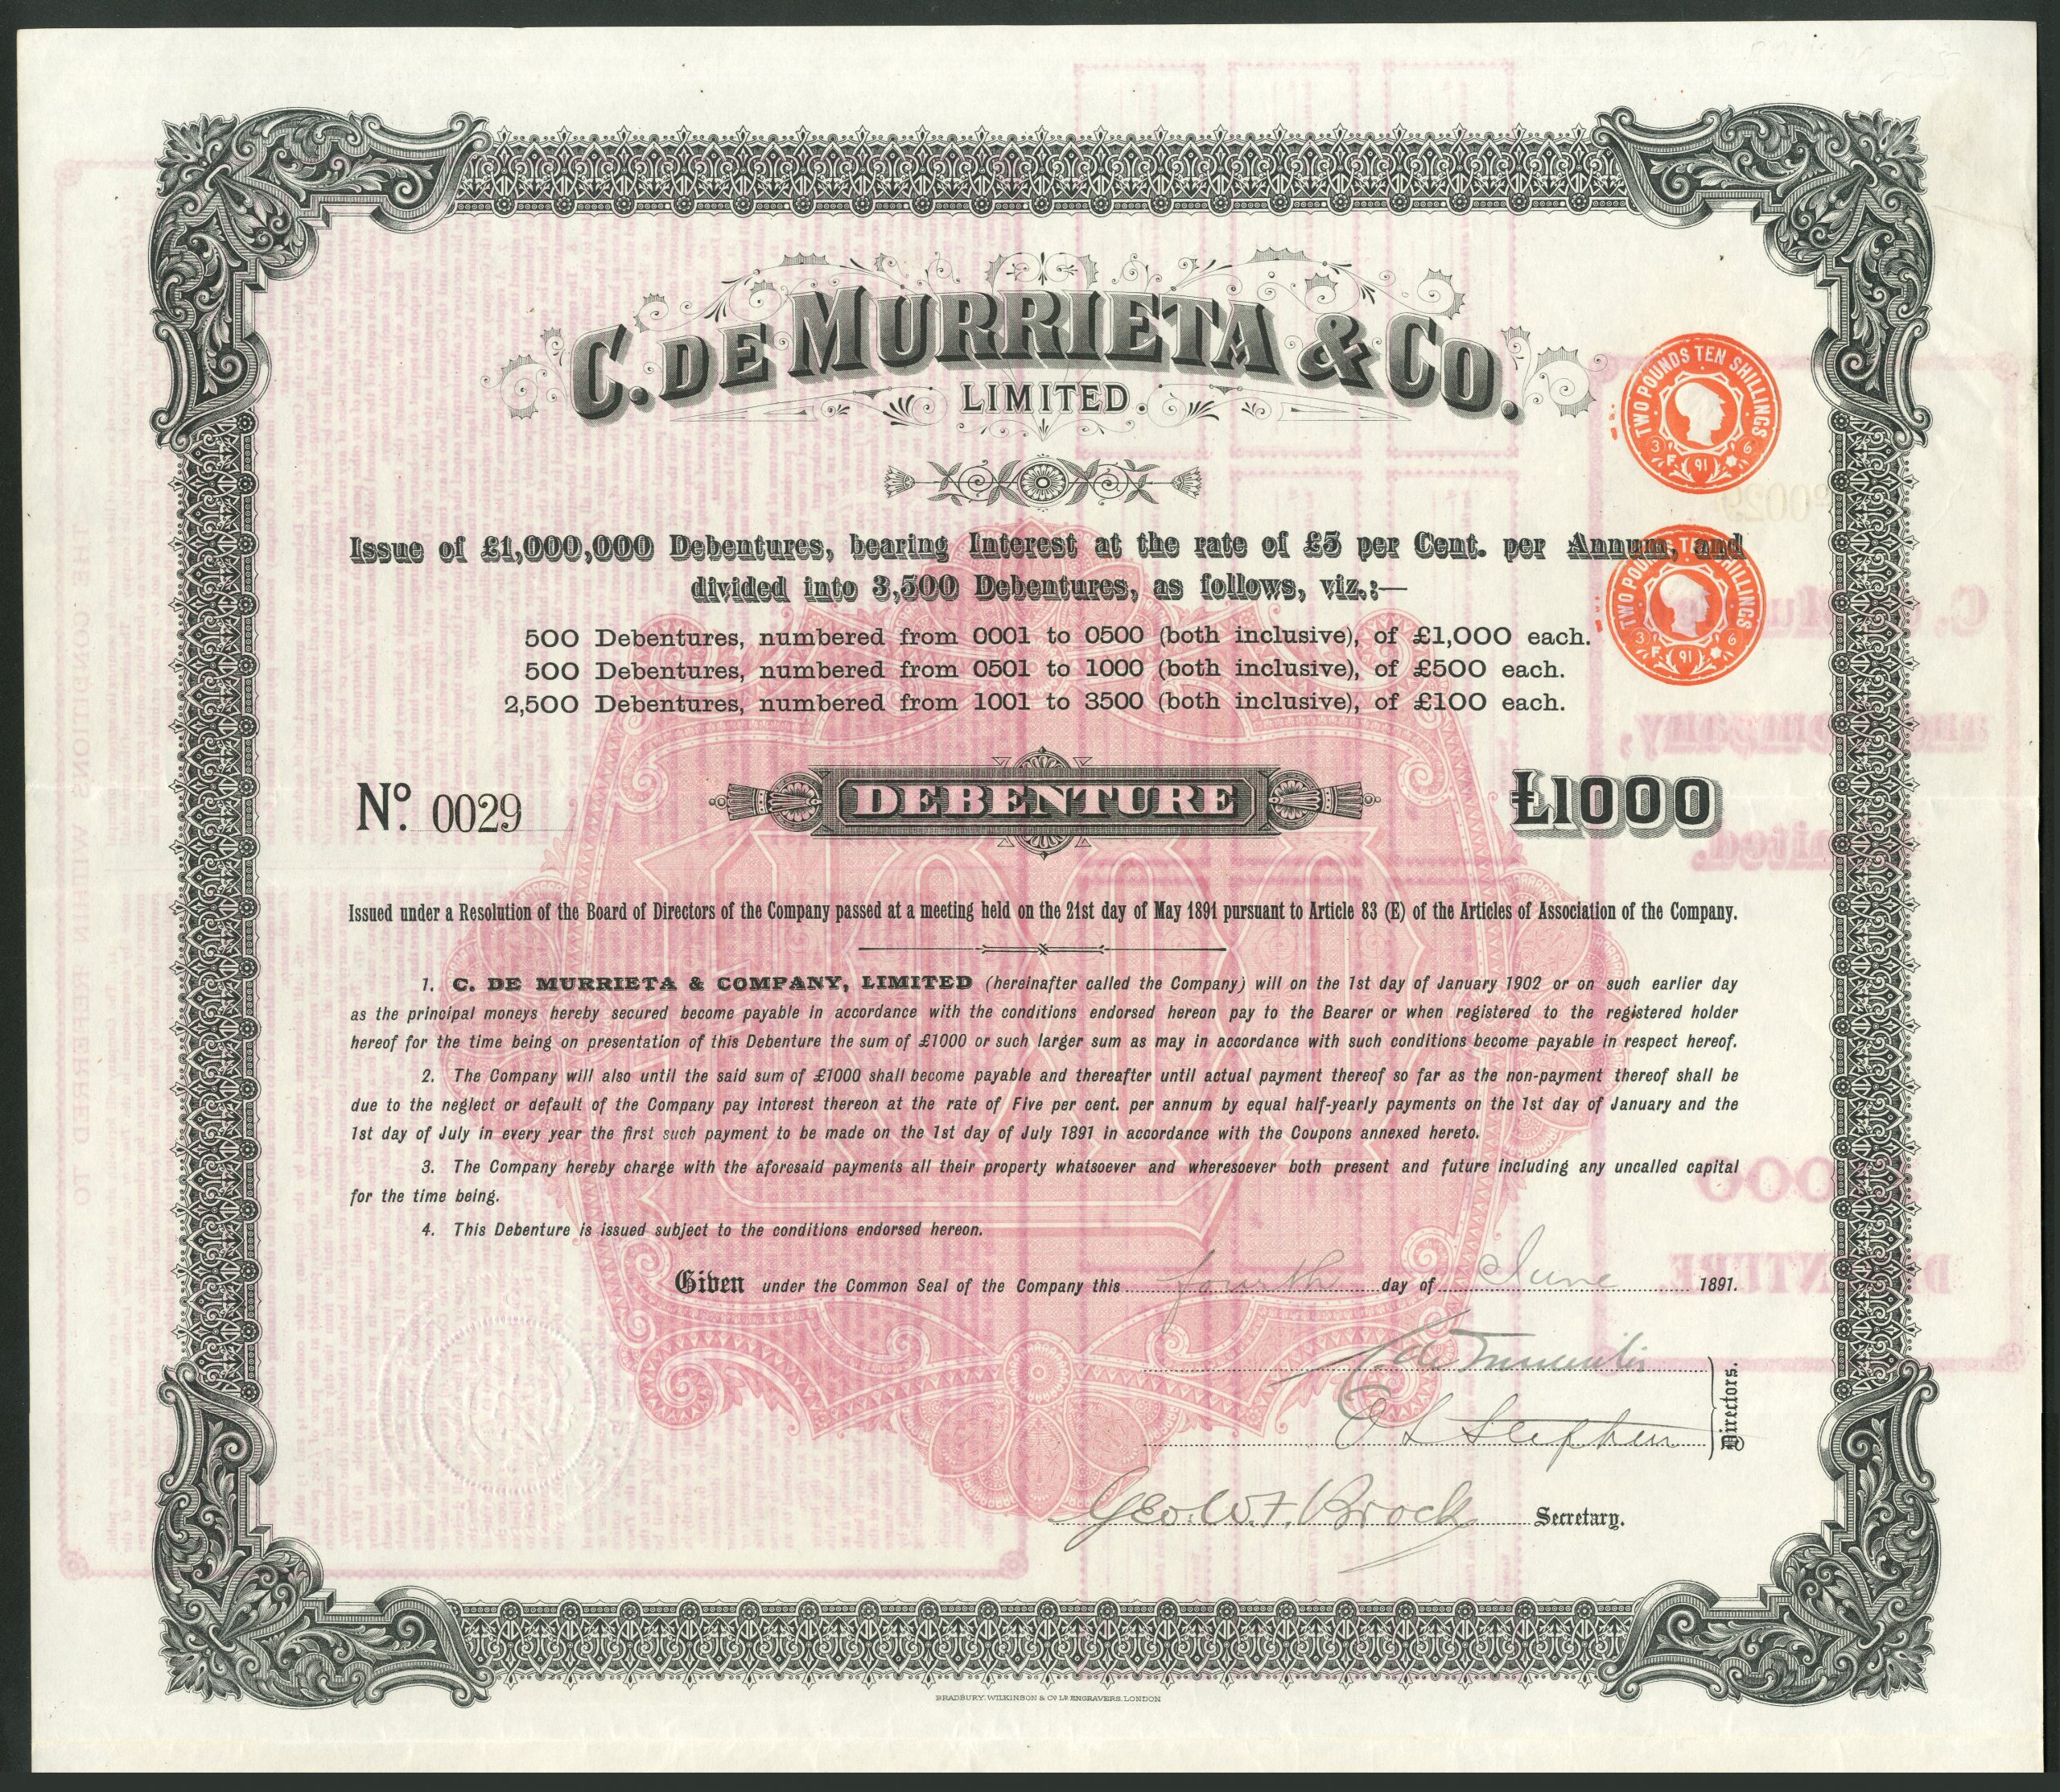 C. DE MURRIETA & CO.
LIMITED.
TWO POUNDS TEN SHILLINGS
3 F 91 6
Issue of £1,000,000 Debentures, bearing Interest at the rate of £5 per Cent. per Annum, and
divided into 3,500 Debentures, as follows, viz.:—
TWO POUNDS TEN SHILLINGS
3 F 91 6
500 Debentures, numbered from 0001 to 0500 (both inclusive), of £1,000 each.
500 Debentures, numbered from 0501 to 1000 (both inclusive), of £500 each.
2,500 Debentures, numbered from 1001 to 3500 (both inclusive), of £100 each.
No. 0029 DEBENTURE £1000
Issued under a Resolution of the Board of Directors of the Company passed at a meeting held on the 21st day of May 1891 pursuant to Article 83 (E) of the Articles of Association of the Company.
1. C. DE MURRIETA & COMPANY, LIMITED (hereinafter called the Company) will on the 1st day of January 1902 or on such earlier day
as the principal moneys hereby secured become payable in accordance with the conditions endorsed hereon pay to the Bearer or when registered to the registered holder
hereof for the time being on presentation of this Debenture the sum of £1000 or such larger sum as may in accordance with such conditions become payable in respect hereof.
2. The Company will also until the said sum of £1000 shall become payable and thereafter until actual payment thereof so far as the non-payment thereof shall be
due to the neglect or default of the Company pay interest thereon at the rate of Five per cent. per annum by equal half-yearly payments on the 1st day of January and the
1st day of July in every year the first such payment to be made on the 1st day of July 1891 in accordance with the Coupons annexed hereto.
3. The Company hereby charge with the aforesaid payments all their property whatsoever and wheresoever both present and future including any uncalled capital
for the time being.
4. This Debenture is issued subject to the conditions endorsed hereon.
Given under the Common Seal of the Company this fourth day of June 1891.
C. de Murrieta
O L Stephen
Directors.
Geo. W. F. Brock Secretary.
BRADBURY, WILKINSON & Co. Ld. ENGRAVERS, LONDON